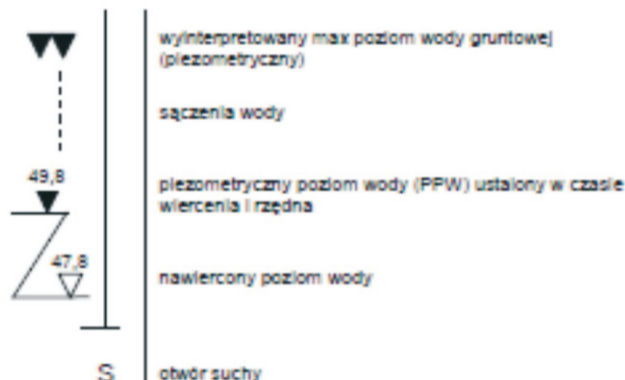 wyinterpretowany max poziom wody gruntowej
(piezometryczny)
sączenia wody
49,8
piezometryczny poziom wody (PPW) ustalony w czasie
wiercenia i rzędna
47,8
nawiercony poziom wody
S otwór suchy